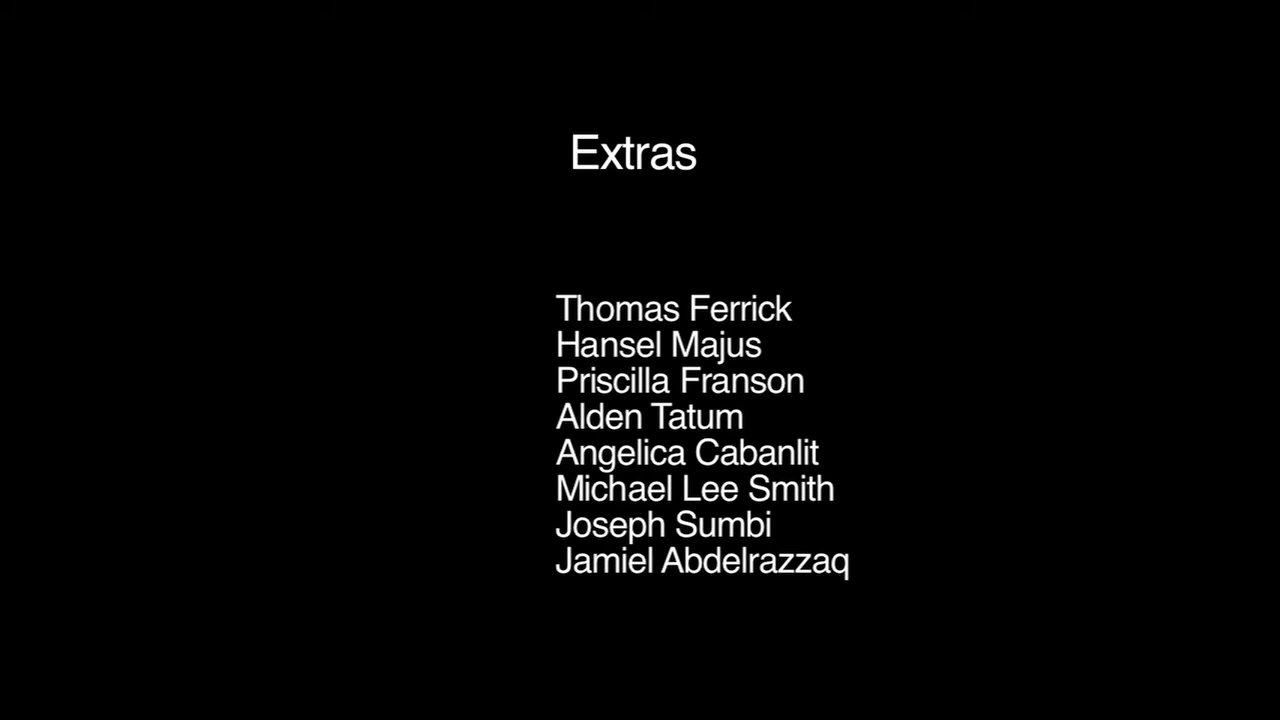 Extras
Thomas Ferrick
Hansel Majus
Priscilla Franson
Alden Tatum
Angelica Cabanlit
Michael Lee Smith
Joseph Sumbi
Jamiel Abdelrazzaq